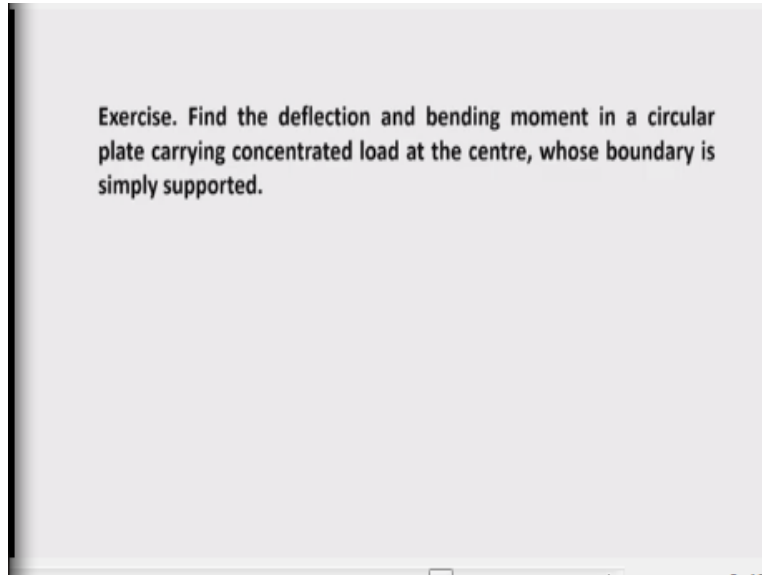 Exercise. Find the deflection and bending moment in a circular
plate carrying concentrated load at the centre, whose boundary is
simply supported.